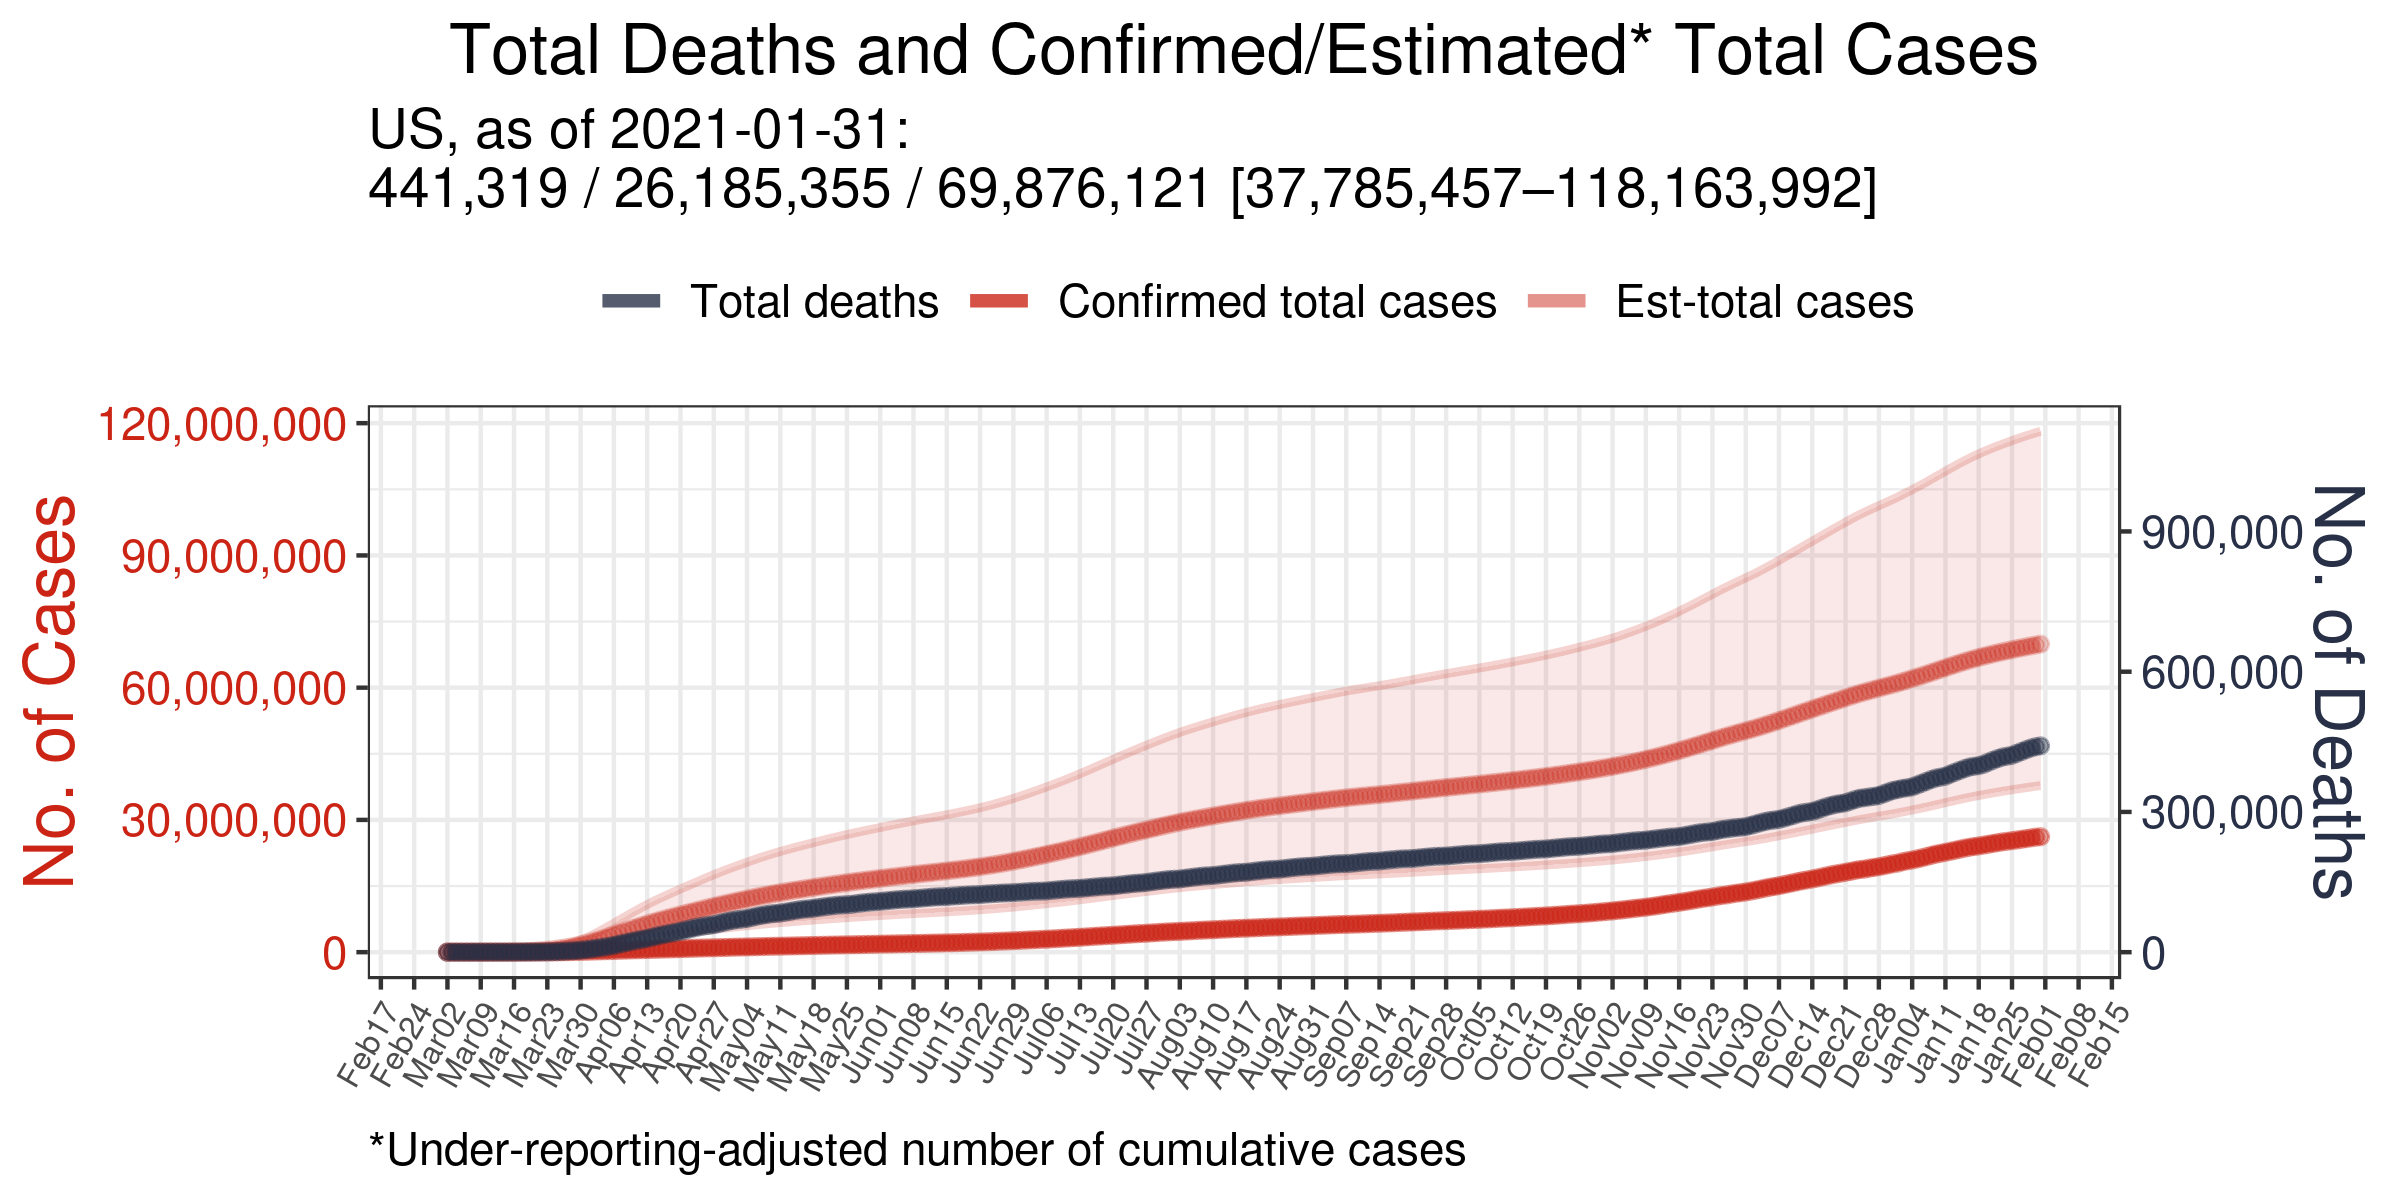 Total Deaths and Confirmed/Estimated* Total Cases
US, as of 2021-01-31:
441,319 / 26,185,355 / 69,876,121 [37,785,457–118,163,992]
Total deaths
Confirmed total cases
Est-total cases
No. of Cases
120,000,000
90,000,000
60,000,000
30,000,000
0
900,000
600,000
300,000
0
No. of Deaths
Feb17
Feb24
Mar02
Mar09
Mar16
Mar23
Mar30
Apr06
Apr13
Apr20
Apr27
May04
May11
May18
May25
Jun01
Jun08
Jun15
Jun22
Jun29
Jul06
Jul13
Jul20
Jul27
Aug03
Aug10
Aug17
Aug24
Aug31
Sep07
Sep14
Sep21
Sep28
Oct05
Oct12
Oct19
Oct26
Nov02
Nov09
Nov16
Nov23
Nov30
Dec07
Dec14
Dec21
Dec28
Jan04
Jan11
Jan18
Jan25
Feb01
Feb08
Feb15
*Under-reporting-adjusted number of cumulative cases